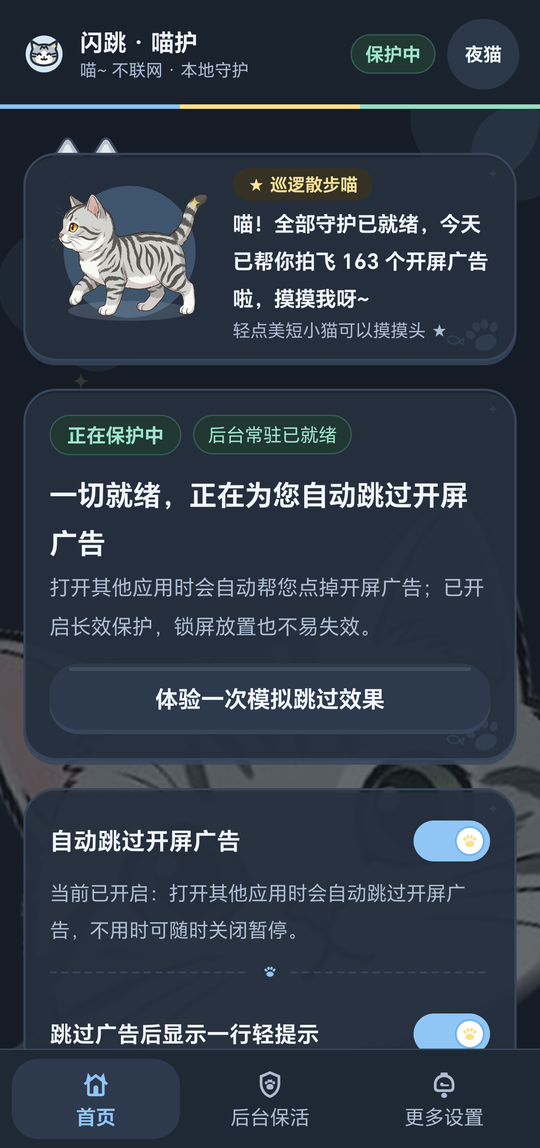 闪跳 · 喵护
喵~ 不联网 · 本地守护
保护中
夜猫
★ 巡逻散步喵
喵！全部守护已就绪，今天
已帮你拍飞 163 个开屏广告
啦，摸摸我呀~
轻点美短小猫可以摸摸头 ★
正在保护中
后台常驻已就绪
一切就绪，正在为您自动跳过开屏
广告
打开其他应用时会自动帮您点掉开屏广告；已开
启长效保护，锁屏放置也不易失效。
体验一次模拟跳过效果
自动跳过开屏广告
当前已开启：打开其他应用时会自动跳过开屏广
告，不用时可随时关闭暂停。
跳过广告后显示一行轻提示
首页
后台保活
更多设置